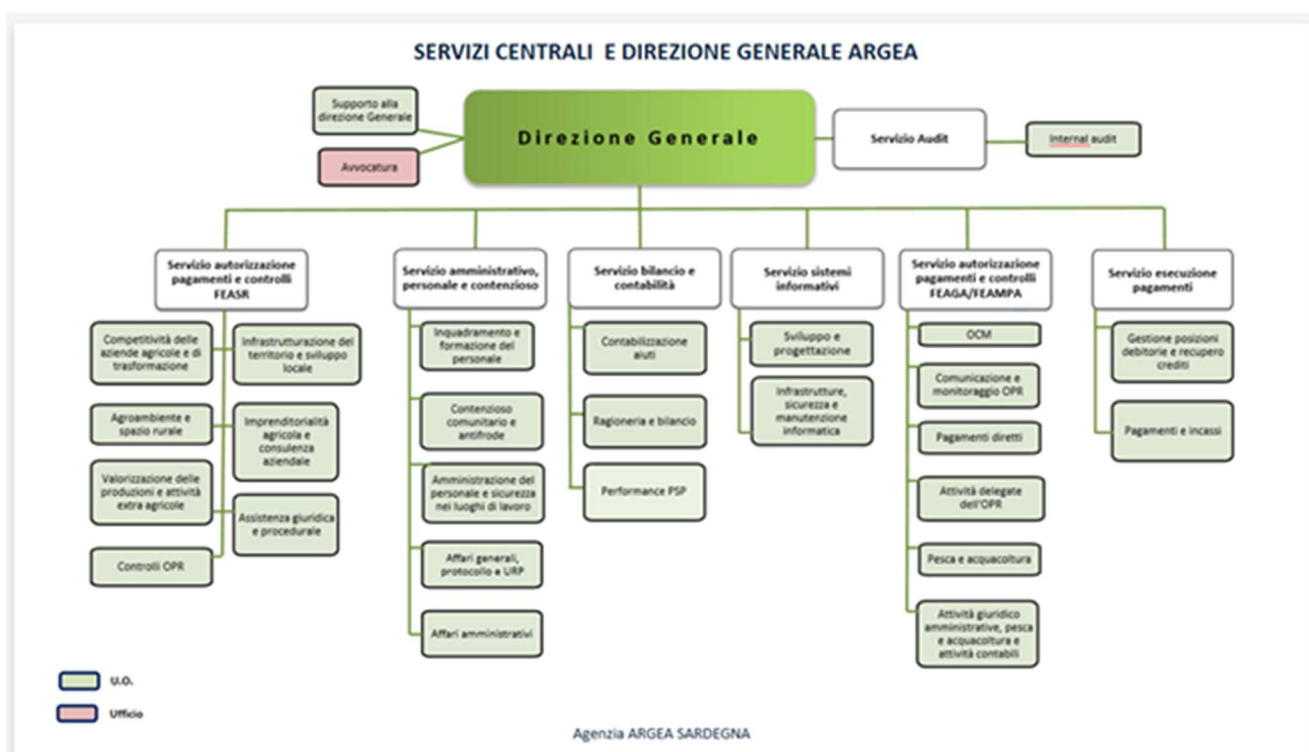 SERVIZI CENTRALI E DIREZIONE GENERALE ARGEA
Supporto alla
direzione Generale
Avvocatura
Direzione Generale
Servizio Audit
Internal audit
Servizio autorizzazione
pagamenti e controlli
FEASR
Competitività delle
aziende agricole e di
trasformazione
Infrastrutturazione del
territorio e sviluppo
locale
Agroambiente e
spazio rurale
Imprenditorialità
agricola e
consulenza
aziendale
Valorizzazione delle
produzioni e attività
extra agricole
Assistenza giuridica
e procedurale
Controlli OPR
Servizio amministrativo,
personale e contenzioso
Inquadramento e
formazione del
personale
Contenzioso
comunitario e
antifrode
Amministrazione del
personale e sicurezza
nei luoghi di lavoro
Affari generali,
protocollo e URP
Affari amministrativi
Servizio bilancio e
contabilità
Contabilizzazione
aiuti
Ragioneria e bilancio
Performance PSP
Servizio sistemi
informativi
Sviluppo e
progettazione
Infrastrutture,
sicurezza e
manutenzione
informatica
Servizio autorizzazione
pagamenti e controlli
FEAGA/FEAMPA
OCM
Comunicazione e
monitoraggio OPR
Pagamenti diretti
Attività delegate
dell'OPR
Pesca e acquacoltura
Attività giuridico
amministrative, pesca
e acquacoltura e
attività contabili
Servizio esecuzione
pagamenti
Gestione posizioni
debitorie e recupero
crediti
Pagamenti e incassi
U.O.
Ufficio
Agenzia ARGEA SARDEGNA